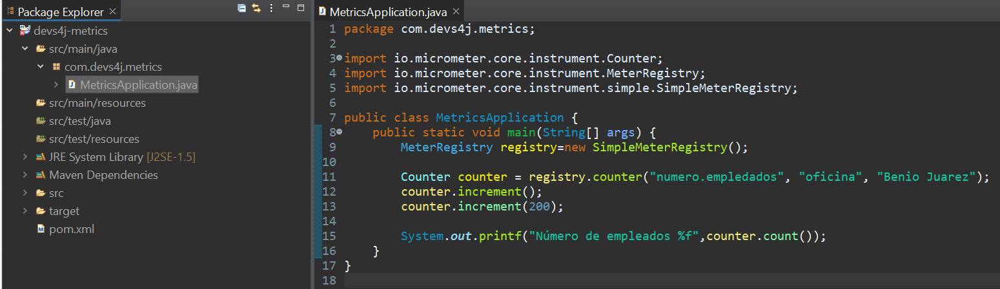 Package Explorer
devs4j-metrics
src/main/java
com.devs4j.metrics
MetricsApplication.java
src/main/resources
src/test/java
src/test/resources
JRE System Library [J2SE-1.5]
Maven Dependencies
src
target
pom.xml
MetricsApplication.java
1 package com.devs4j.metrics;
2
3 import io.micrometer.core.instrument.Counter;
4 import io.micrometer.core.instrument.MeterRegistry;
5 import io.micrometer.core.instrument.simple.SimpleMeterRegistry;
6
7 public class MetricsApplication {
8     public static void main(String[] args) {
9         MeterRegistry registry=new SimpleMeterRegistry();
10
11         Counter counter = registry.counter("numero.empledados", "oficina", "Benio Juarez");
12         counter.increment();
13         counter.increment(200);
14
15         System.out.printf("Número de empleados %f",counter.count());
16     }
17 }
18